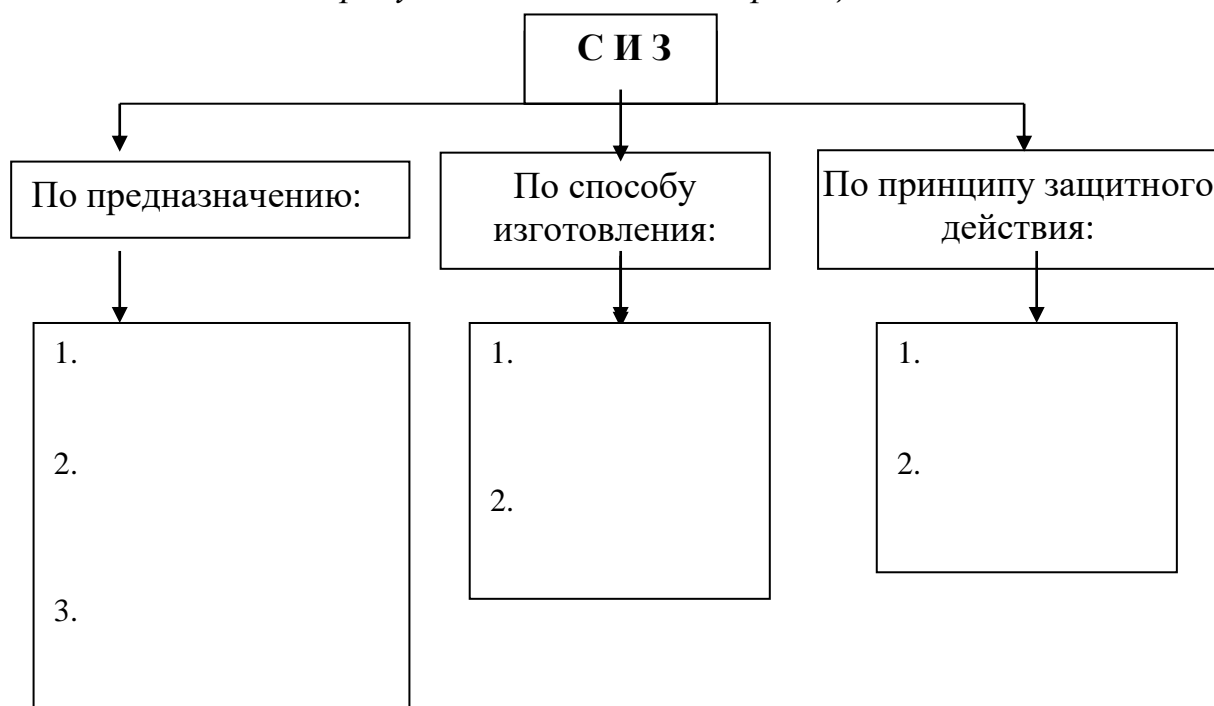 С И З
По предназначению:
По способу
изготовления:
По принципу защитного
действия:
1.
2.
3.
1.
2.
1.
2.